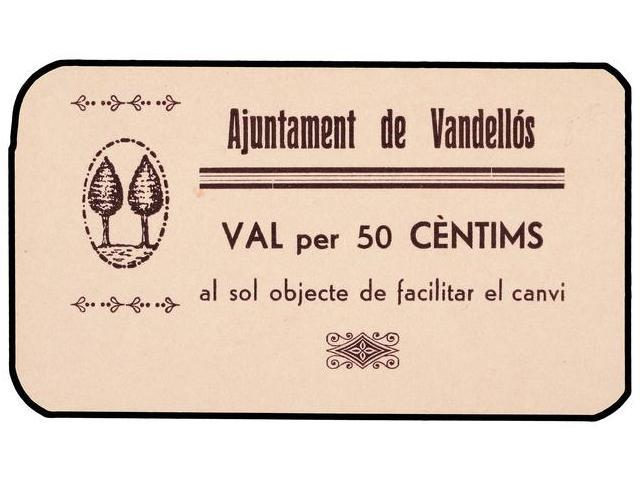 Ajuntament de Vandellós
VAL per 50 CÈNTIMS
al sol objecte de facilitar el canvi